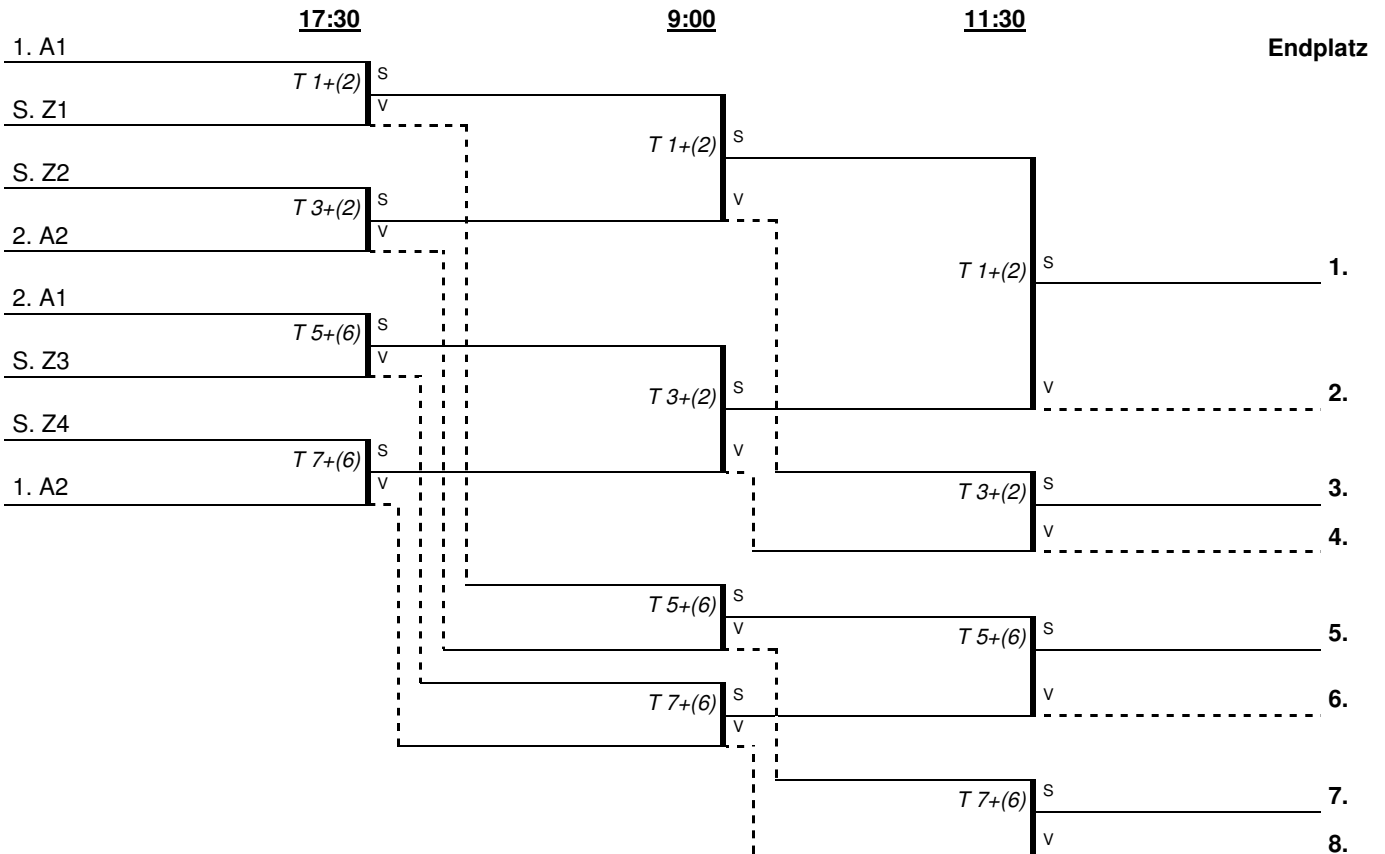 17:30 9:00 11:30
1. A1 Endplatz
T 1+(2) S
S. Z1 V
T 1+(2) S
S. Z2
T 3+(2) S V
2. A2 V
T 1+(2) S 1.
2. A1
T 5+(6) S
S. Z3 V
T 3+(2) S V 2.
S. Z4
T 7+(6) S V
1. A2 V T 3+(2) S 3.
V 4.
T 5+(6) S
V T 5+(6) S 5.
T 7+(6) S V 6.
V
T 7+(6) S 7.
V 8.